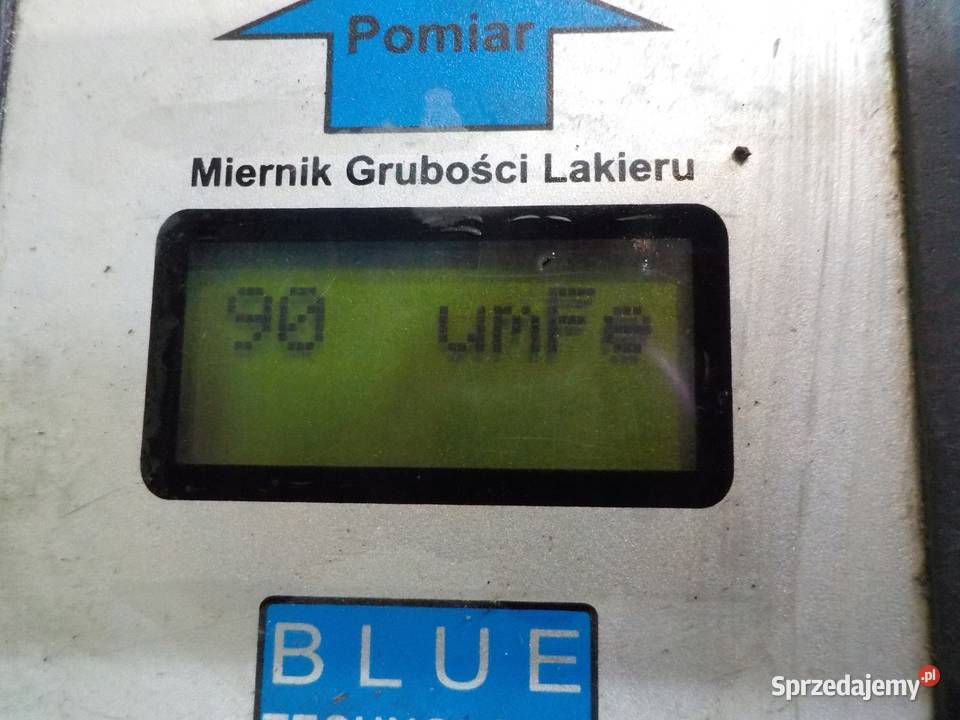 Pomiar
Miernik Grubości Lakieru
90 umFe
BLUE
Sprzedajemy.pl